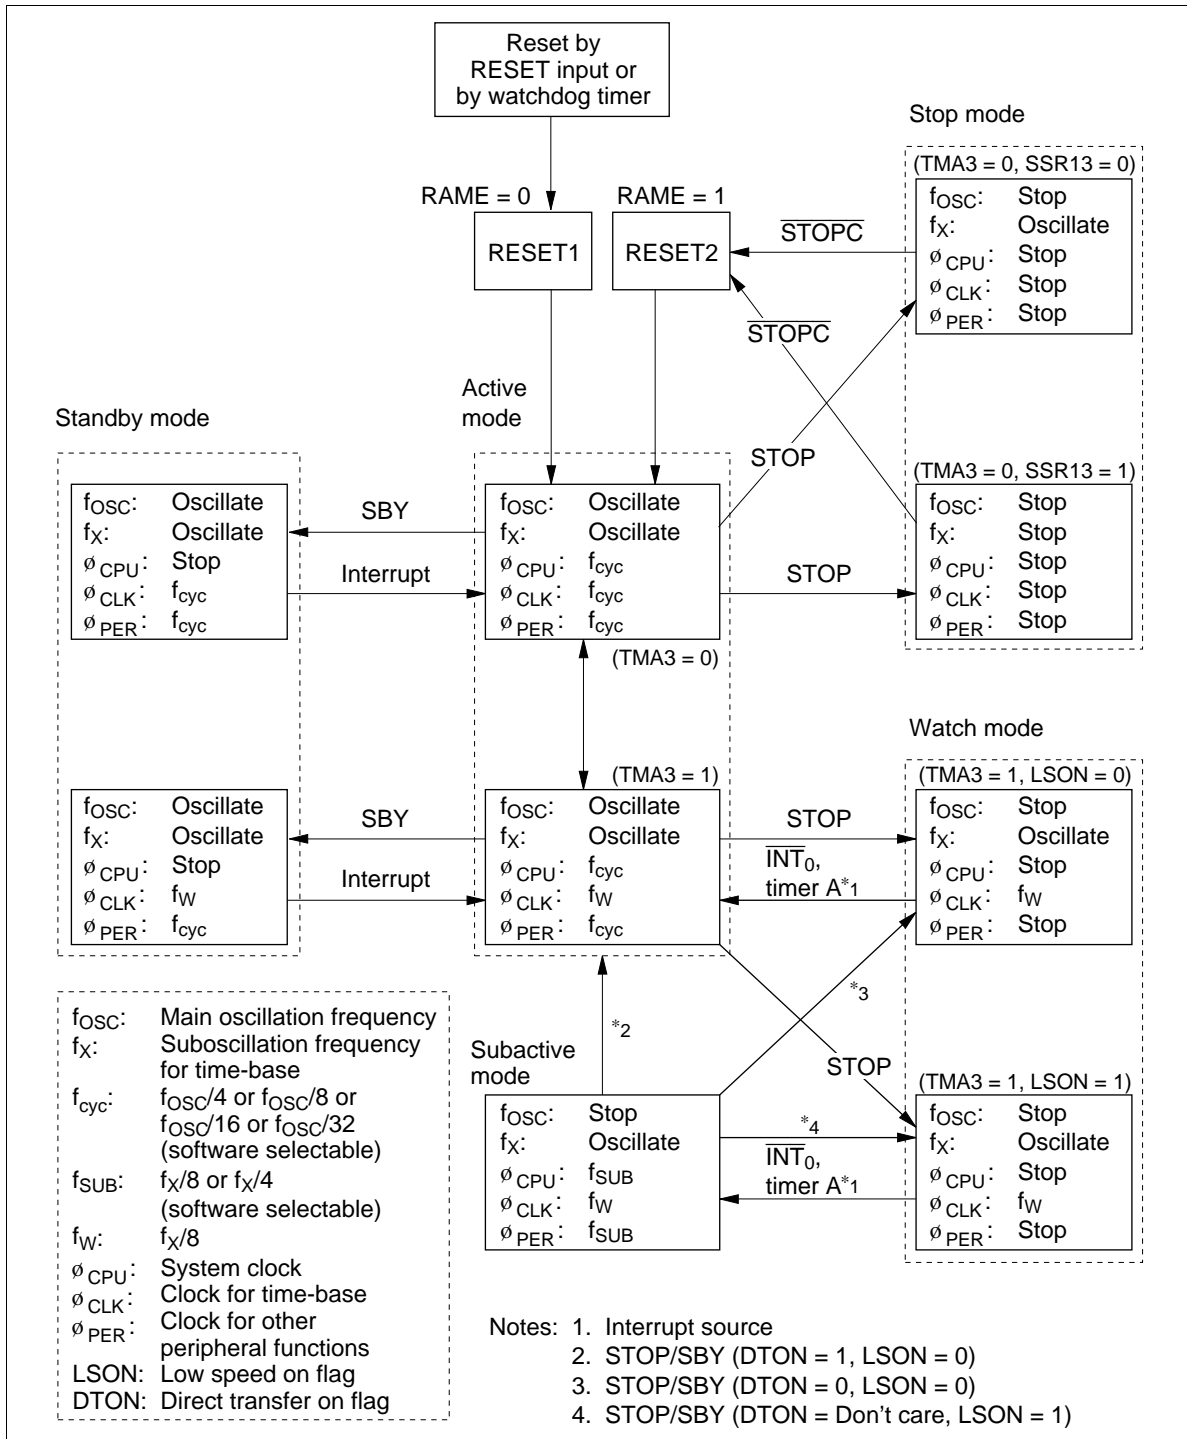 Reset by
RESET input or
by watchdog timer
Stop mode
(TMA3 = 0, SSR13 = 0)
fOSC: Stop
fX: Oscillate
øCPU: Stop
øCLK: Stop
øPER: Stop
RAME = 0
RAME = 1
RESET1
RESET2
STOPC
STOPC
Active
mode
Standby mode
STOP
(TMA3 = 0, SSR13 = 1)
fOSC: Stop
fX: Stop
øCPU: Stop
øCLK: Stop
øPER: Stop
fOSC: Oscillate
fX: Oscillate
øCPU: Stop
øCLK: fcyc
øPER: fcyc
SBY
Interrupt
fOSC: Oscillate
fX: Oscillate
øCPU: fcyc
øCLK: fcyc
øPER: fcyc
(TMA3 = 0)
STOP
Watch mode
(TMA3 = 1)
(TMA3 = 1, LSON = 0)
fOSC: Oscillate
fX: Oscillate
øCPU: Stop
øCLK: fW
øPER: fcyc
SBY
Interrupt
fOSC: Oscillate
fX: Oscillate
øCPU: fcyc
øCLK: fW
øPER: fcyc
STOP
INT0,
timer A*1
fOSC: Stop
fX: Oscillate
øCPU: Stop
øCLK: fW
øPER: Stop
*2
*3
STOP
Subactive
mode
fOSC: Stop
fX: Oscillate
øCPU: fSUB
øCLK: fW
øPER: fSUB
*4
INT0,
timer A*1
(TMA3 = 1, LSON = 1)
fOSC: Stop
fX: Oscillate
øCPU: Stop
øCLK: fW
øPER: Stop
fOSC: Main oscillation frequency
fX: Suboscillation frequency
for time-base
fcyc: fOSC/4 or fOSC/8 or
fOSC/16 or fOSC/32
(software selectable)
fSUB: fX/8 or fX/4
(software selectable)
fW: fX/8
øCPU: System clock
øCLK: Clock for time-base
øPER: Clock for other
peripheral functions
LSON: Low speed on flag
DTON: Direct transfer on flag
Notes: 1. Interrupt source
2. STOP/SBY (DTON = 1, LSON = 0)
3. STOP/SBY (DTON = 0, LSON = 0)
4. STOP/SBY (DTON = Don't care, LSON = 1)